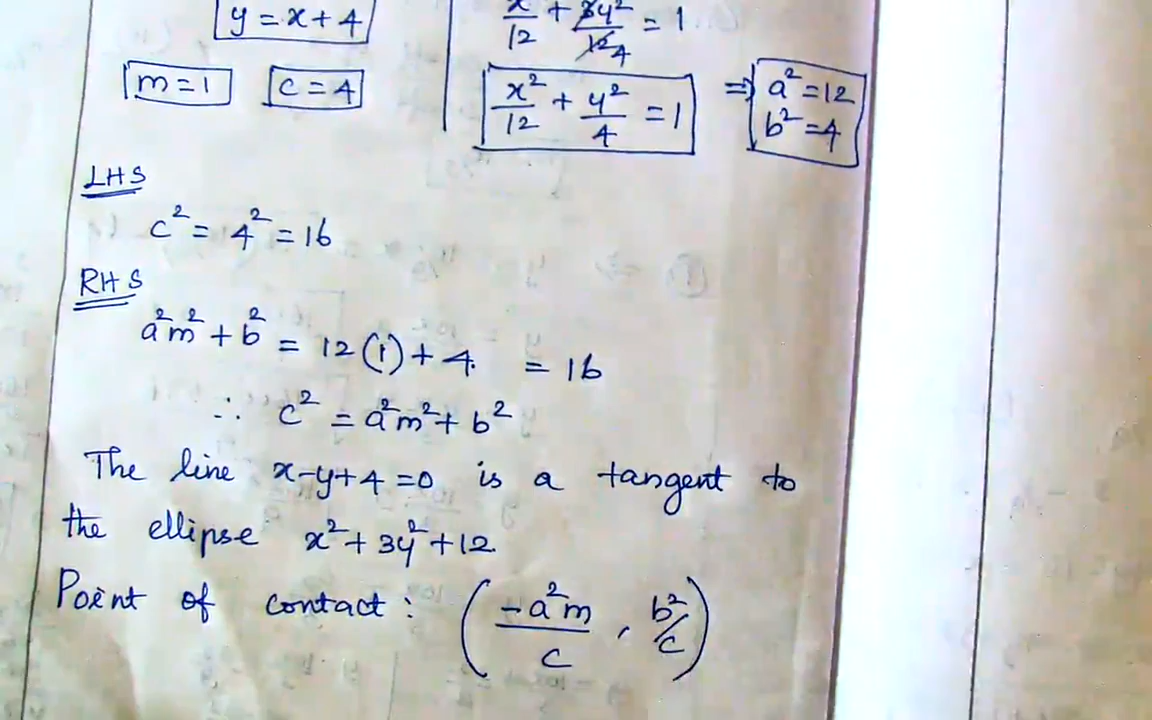 y = x + 4
x/12 + 3y²/12 4 = 1
m = 1 c = 4
x²/12 + y²/4 = 1 ⇒ a² = 12
b² = 4
LHS
c² = 4² = 16
RHS
a²m² + b² = 12(1) + 4. = 16
∴ c² = a²m² + b²
The line x-y+4=0 is a tangent to
the ellipse x² + 3y² + 12.
Point of contact : (-a²m/c , b²/c)